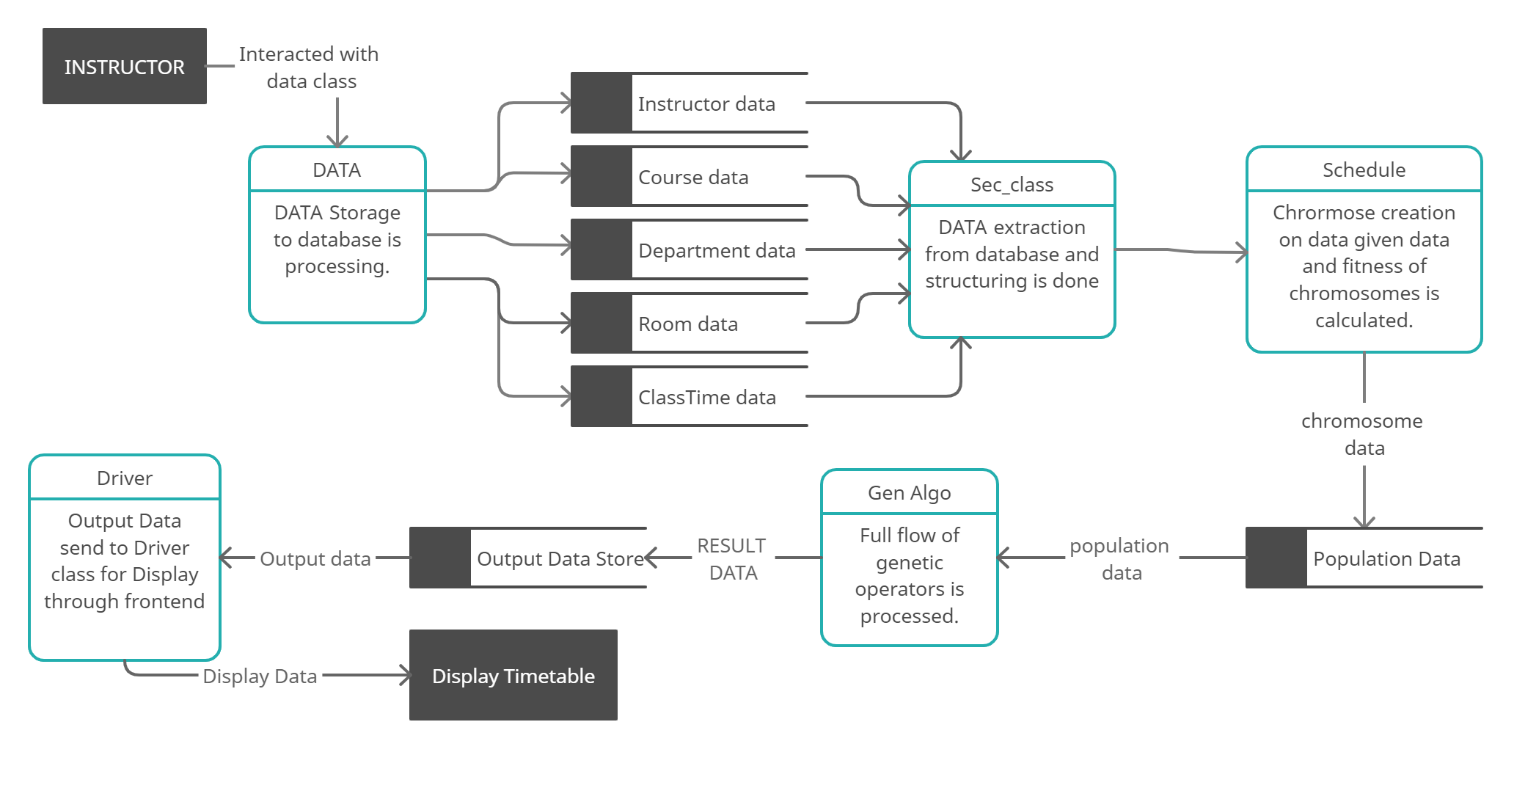 INSTRUCTOR
Interacted with
data class
DATA
DATA Storage
to database is
processing.
Instructor data
Course data
Department data
Room data
ClassTime data
Sec_class
DATA extraction
from database and
structuring is done
Schedule
Chrormose creation
on data given data
and fitness of
chromosomes is
calculated.
chromosome
data
Population Data
population
data
Gen Algo
Full flow of
genetic
operators is
processed.
RESULT
DATA
Output Data Store
Output data
Driver
Output Data
send to Driver
class for Display
through frontend
Display Data
Display Timetable